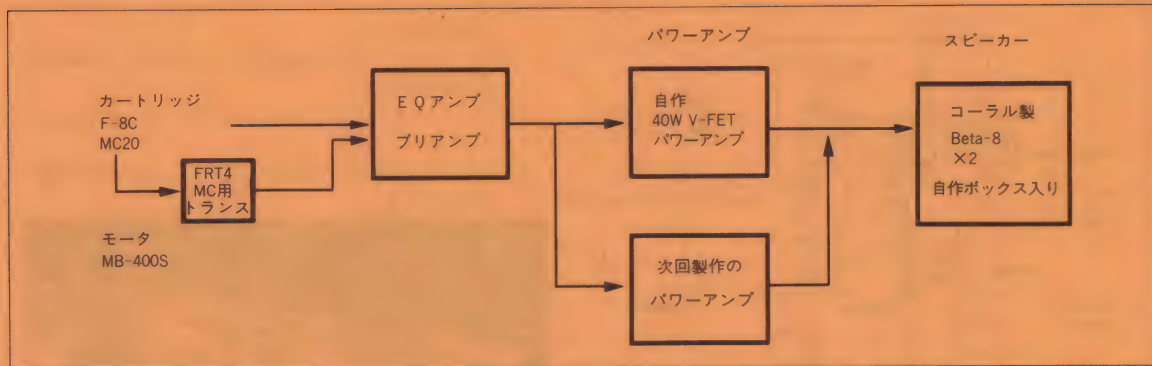 カートリッジ
F-8C
MC20
FRT4
MC用
トランス
モータ
MB-400S
EQアンプ
プリアンプ
パワーアンプ
自作
40W V-FET
パワーアンプ
次回製作の
パワーアンプ
スピーカー
コーラル製
Beta-8
×2
自作ボックス入り